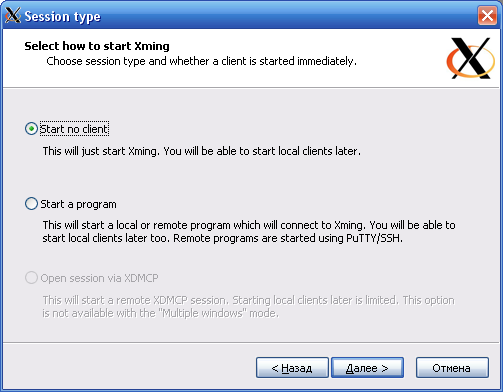 Session type
Select how to start Xming
Choose session type and whether a client is started immediately.
Start no client
This will just start Xming. You will be able to start local clients later.
Start a program
This will start a local or remote program which will connect to Xming. You will be able to
start local clients later too. Remote programs are started using PuTTY/SSH.
Open session via XDMCP
This will start a remote XDMCP session. Starting local clients later is limited. This option
is not available with the "Multiple windows" mode.
< Назад
Далее >
Отмена